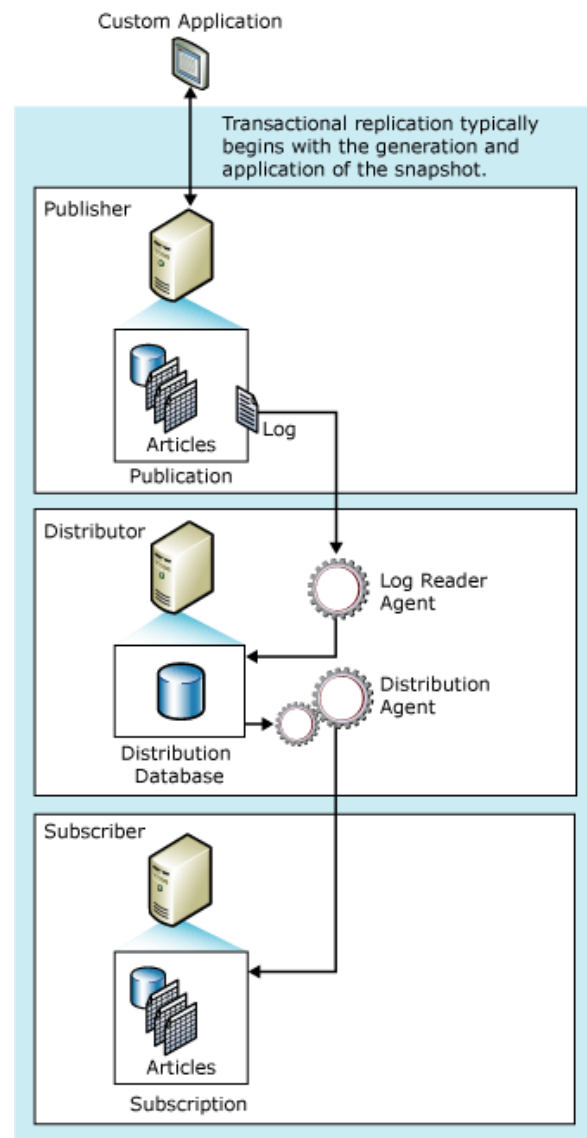 Custom Application
Transactional replication typically
begins with the generation and
application of the snapshot.
Publisher
Log
Articles
Publication
Distributor
Log Reader
Agent
Distribution
Agent
Distribution
Database
Subscriber
Articles
Subscription